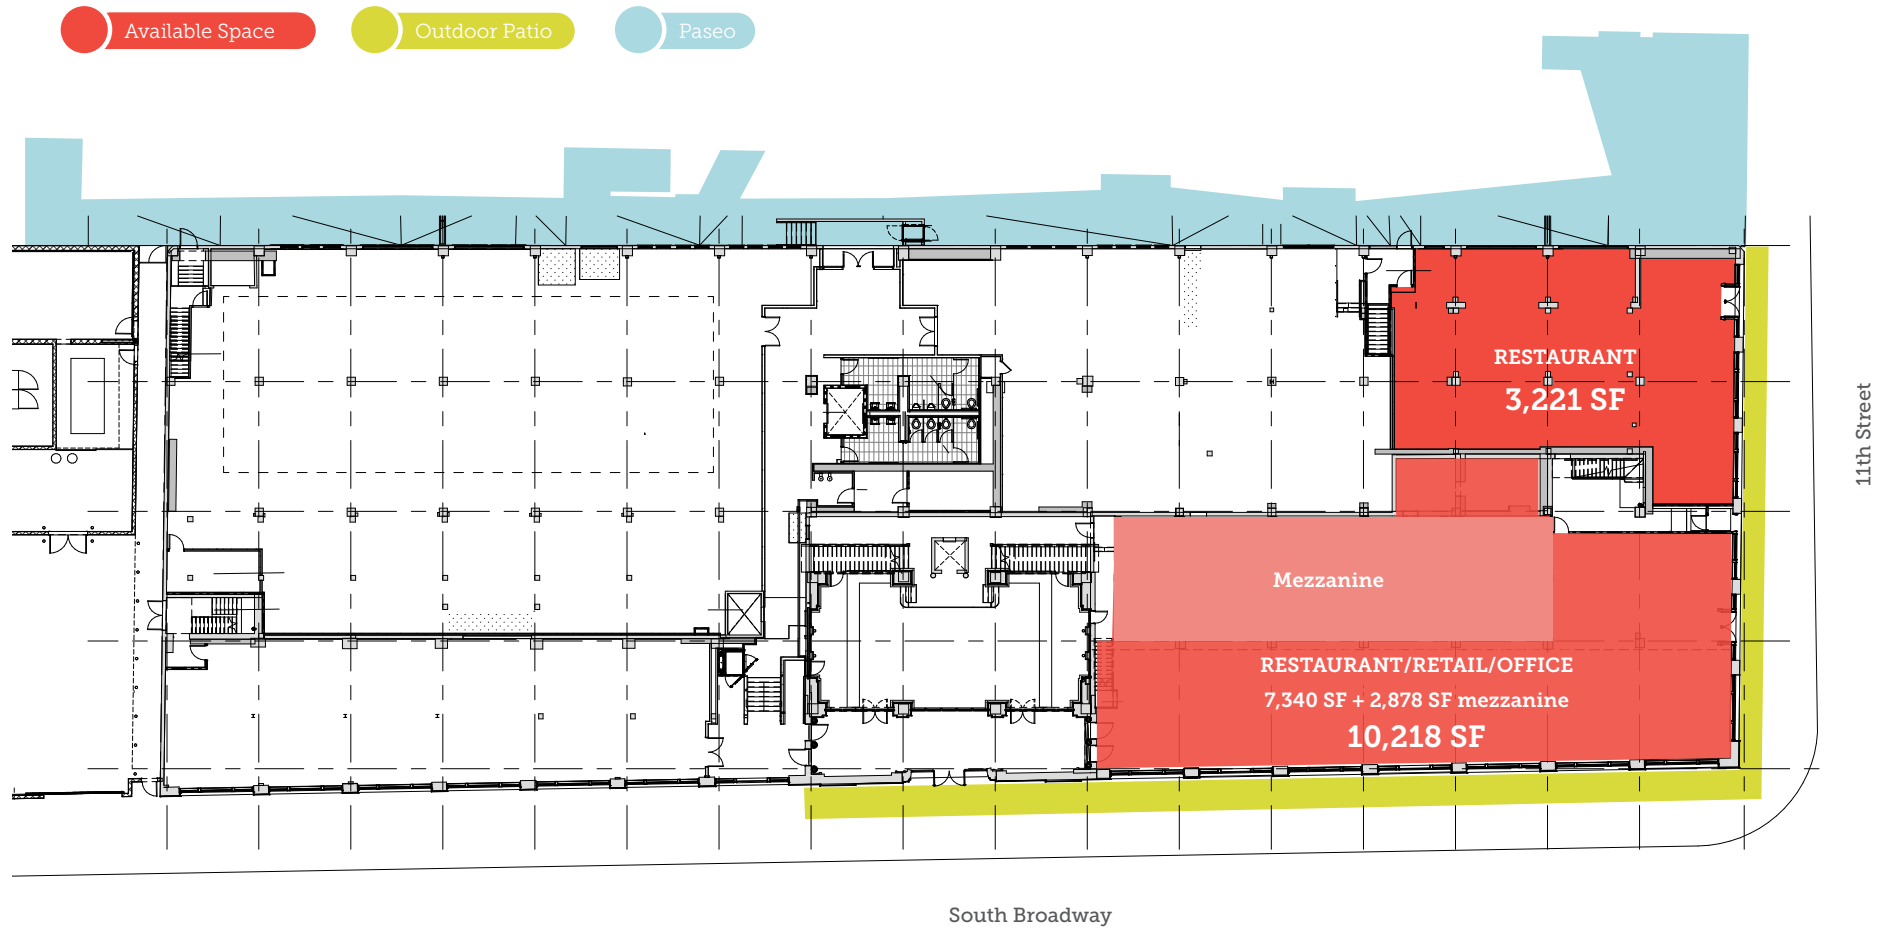 Available Space
Outdoor Patio
Paseo
RESTAURANT
3,221 SF
11th Street
Mezzanine
RESTAURANT/RETAIL/OFFICE
7,340 SF + 2,878 SF mezzanine
10,218 SF
South Broadway